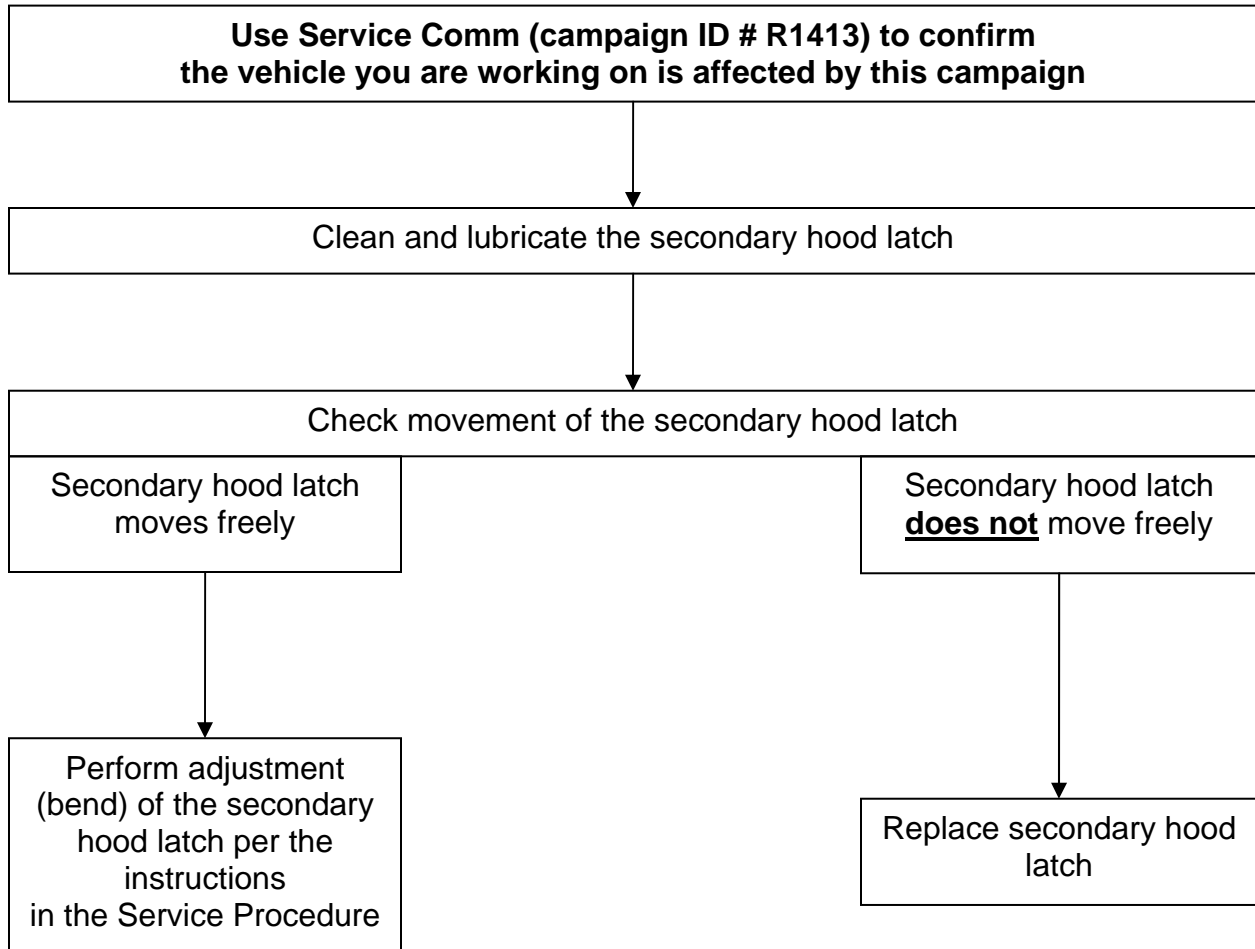 Use Service Comm (campaign ID # R1413) to confirm
the vehicle you are working on is affected by this campaign
Clean and lubricate the secondary hood latch
Check movement of the secondary hood latch
Secondary hood latch
moves freely
Secondary hood latch
does not move freely
Perform adjustment
(bend) of the secondary
hood latch per the
instructions
in the Service Procedure
Replace secondary hood
latch